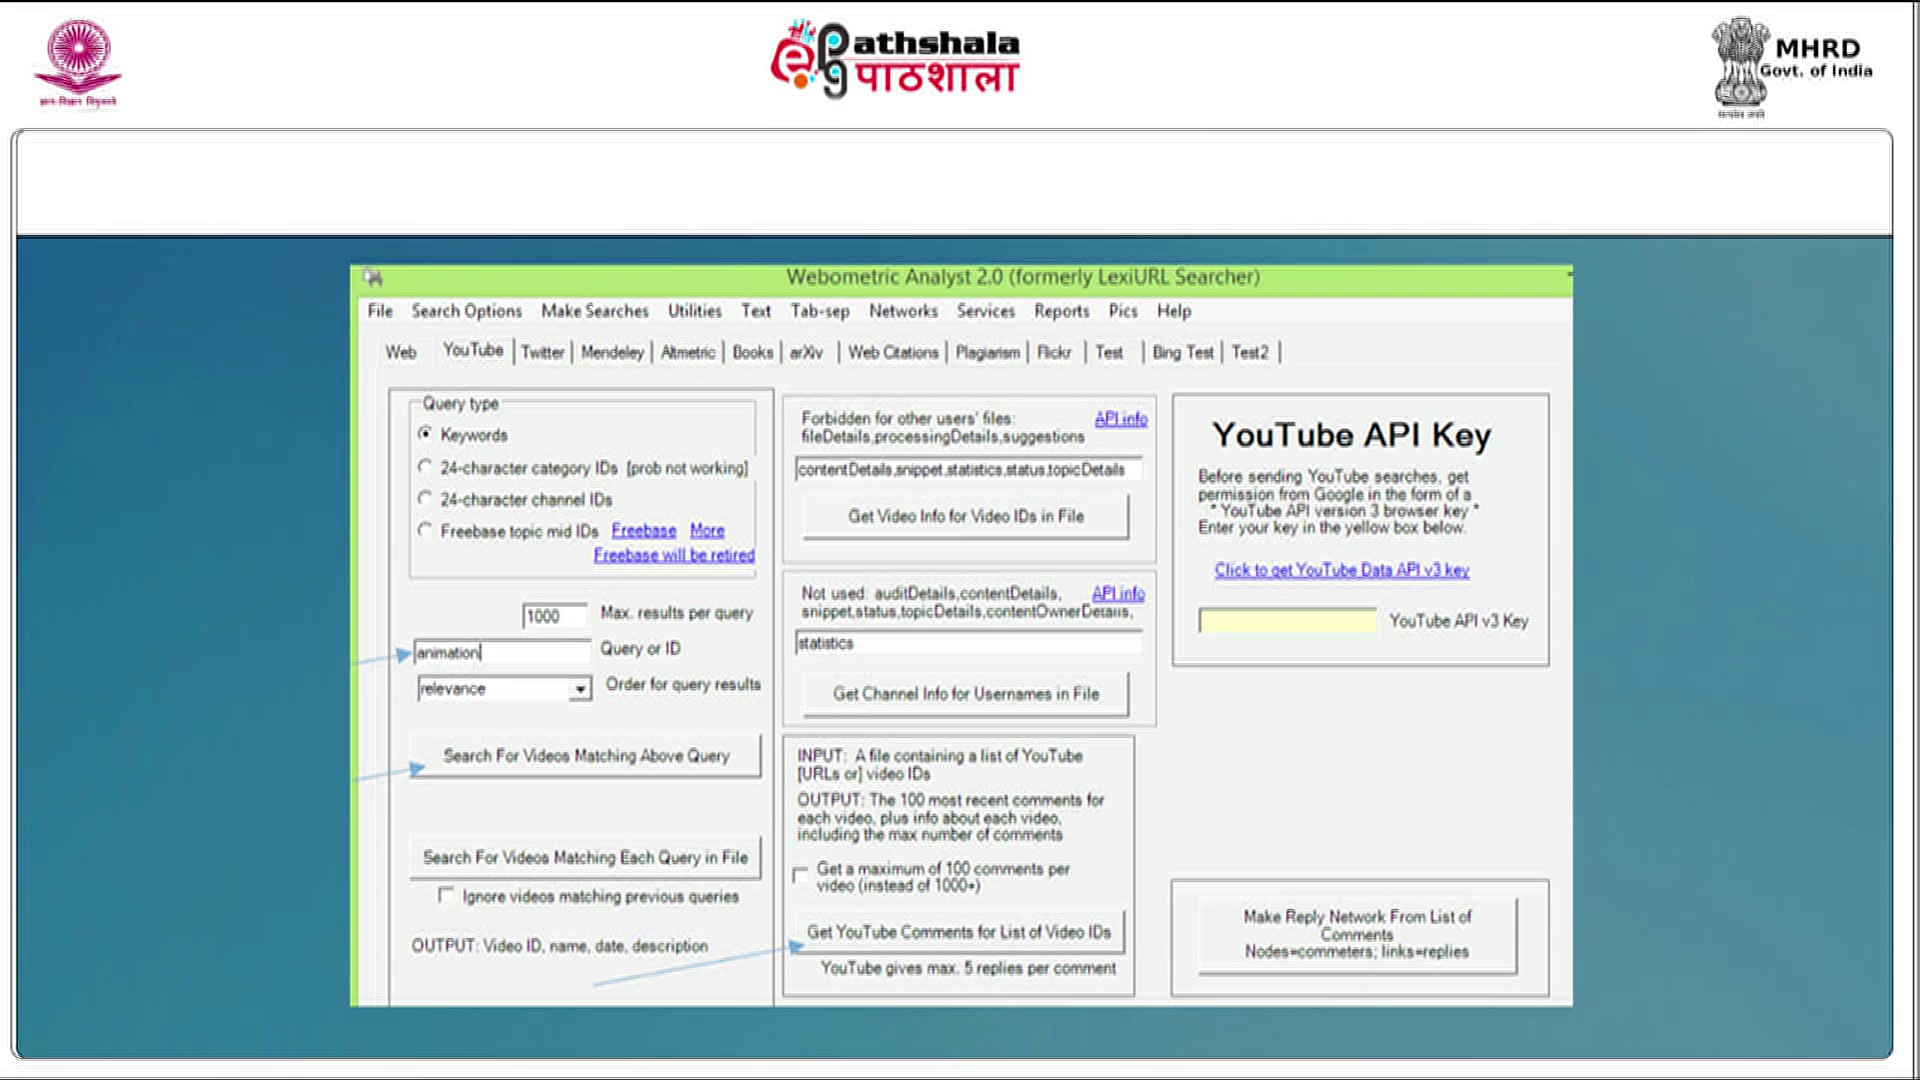 ज्ञान-विज्ञान विमुक्तये
ePGathshala
पाठशाला
MHRD
Govt. of India
सत्यमेव जयते
Webometric Analyst 2.0 (formerly LexiURL Searcher)
File Search Options Make Searches Utilities Text Tab-sep Networks Services Reports Pics Help
Web YouTube Twitter Mendeley Altmetric Books arXiv Web Citations Plagiarism Flickr Test Bing Test Test2
Query type
Keywords
24-character category IDs [prob not working]
24-character channel IDs
Freebase topic mid IDs Freebase More
Freebase will be retired
1000 Max. results per query
animation Query or ID
relevance Order for query results
Search For Videos Matching Above Query
Search For Videos Matching Each Query in File
Ignore videos matching previous queries
OUTPUT: Video ID, name, date, description
Forbidden for other users' files: API info
fileDetails,processingDetails,suggestions
contentDetails,snippet,statistics,status,topicDetails
Get Video Info for Video IDs in File
Not used: auditDetails,contentDetails, API info
snippet,status,topicDetails,contentOwnerDetails,
statistics
Get Channel Info for Usernames in File
INPUT: A file containing a list of YouTube
[URLs or] video IDs
OUTPUT: The 100 most recent comments for
each video, plus info about each video,
including the max number of comments
Get a maximum of 100 comments per
video (instead of 1000+)
Get YouTube Comments for List of Video IDs
YouTube gives max. 5 replies per comment
YouTube API Key
Before sending YouTube searches, get
permission from Google in the form of a
* YouTube API version 3 browser key *
Enter your key in the yellow box below.
Click to get YouTube Data API v3 key
YouTube API v3 Key
Make Reply Network From List of
Comments
Nodes=commeters; links=replies